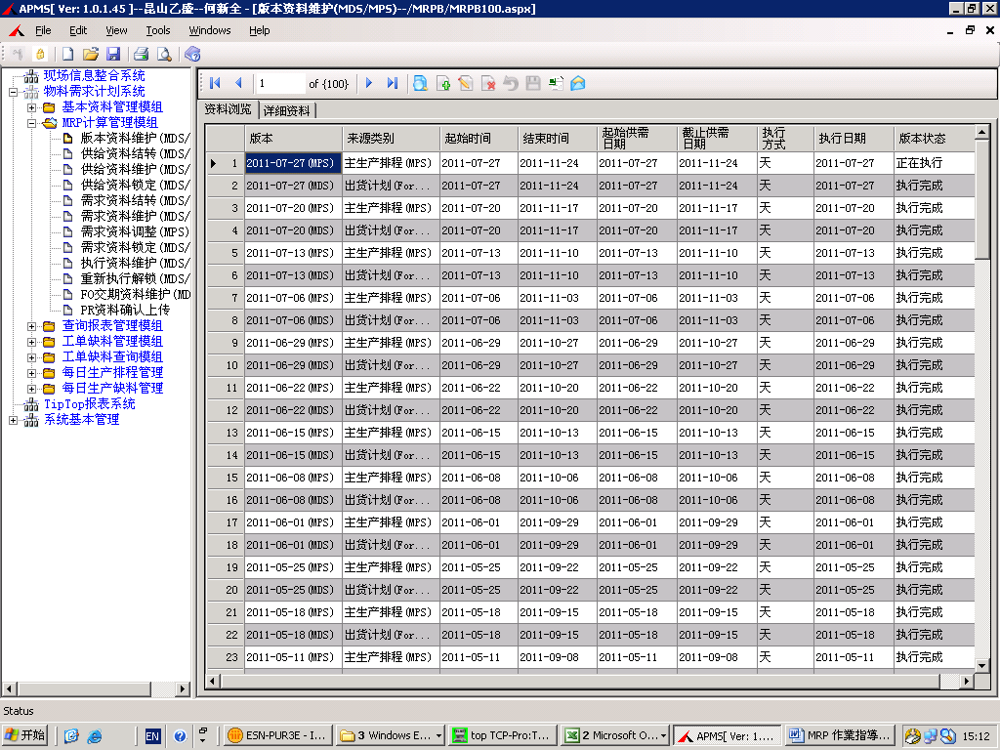 APMS[ Ver: 1.0.1.45 ]--昆山乙盛--何新全 - [版本资料维护(MDS/MPS)--/MRPB/MRPB100.aspx]
File Edit View Tools Windows Help
1 of {100}
现场信息整合系统
物料需求计划系统
基本资料管理模组
MRP计算管理模组
版本资料维护(MDS/
供给资料结转(MDS/
供给资料维护(MDS/
供给资料锁定(MDS/
需求资料结转(MDS/
需求资料维护(MDS/
需求资料调整(MPS)
需求资料锁定(MDS/
执行资料维护(MDS/
重新执行解锁(MDS/
FO交期资料维护(MD
PR资料确认上传
查询报表管理模组
工单缺料管理模组
工单缺料查询模组
每日生产排程管理
每日生产缺料管理
TipTop报表系统
系统基本管理
资料浏览 详细资料
版本 来源类别 起始时间 结束时间 起始供需日期 截止供需日期 执行方式 执行日期 版本状态
1 2011-07-27(MPS) 主生产排程(MPS) 2011-07-27 2011-11-24 2011-07-27 2011-11-24 天 2011-07-27 正在执行
2 2011-07-27(MDS) 出货计划(For... 2011-07-27 2011-11-24 2011-07-27 2011-11-24 天 2011-07-27 执行完成
3 2011-07-20(MPS) 主生产排程(MPS) 2011-07-20 2011-11-17 2011-07-20 2011-11-17 天 2011-07-20 执行完成
4 2011-07-20(MDS) 出货计划(For... 2011-07-20 2011-11-17 2011-07-20 2011-11-17 天 2011-07-20 执行完成
5 2011-07-13(MPS) 主生产排程(MPS) 2011-07-13 2011-11-10 2011-07-13 2011-11-10 天 2011-07-13 执行完成
6 2011-07-13(MDS) 出货计划(For... 2011-07-13 2011-11-10 2011-07-13 2011-11-10 天 2011-07-13 执行完成
7 2011-07-06(MPS) 主生产排程(MPS) 2011-07-06 2011-11-03 2011-07-06 2011-11-03 天 2011-07-06 执行完成
8 2011-07-06(MDS) 出货计划(For... 2011-07-06 2011-11-03 2011-07-06 2011-11-03 天 2011-07-06 执行完成
9 2011-06-29(MPS) 主生产排程(MPS) 2011-06-29 2011-10-27 2011-06-29 2011-10-27 天 2011-06-29 执行完成
10 2011-06-29(MDS) 出货计划(For... 2011-06-29 2011-10-27 2011-06-29 2011-10-27 天 2011-06-29 执行完成
11 2011-06-22(MPS) 主生产排程(MPS) 2011-06-22 2011-10-20 2011-06-22 2011-10-20 天 2011-06-22 执行完成
12 2011-06-22(MDS) 出货计划(For... 2011-06-22 2011-10-20 2011-06-22 2011-10-20 天 2011-06-22 执行完成
13 2011-06-15(MPS) 主生产排程(MPS) 2011-06-15 2011-10-13 2011-06-15 2011-10-13 天 2011-06-15 执行完成
14 2011-06-15(MDS) 出货计划(For... 2011-06-15 2011-10-13 2011-06-15 2011-10-13 天 2011-06-15 执行完成
15 2011-06-08(MPS) 主生产排程(MPS) 2011-06-08 2011-10-06 2011-06-08 2011-10-06 天 2011-06-08 执行完成
16 2011-06-08(MDS) 出货计划(For... 2011-06-08 2011-10-06 2011-06-08 2011-10-06 天 2011-06-08 执行完成
17 2011-06-01(MPS) 主生产排程(MPS) 2011-06-01 2011-09-29 2011-06-01 2011-09-29 天 2011-06-01 执行完成
18 2011-06-01(MDS) 出货计划(For... 2011-06-01 2011-09-29 2011-06-01 2011-09-29 天 2011-06-01 执行完成
19 2011-05-25(MPS) 主生产排程(MPS) 2011-05-25 2011-09-22 2011-05-25 2011-09-22 天 2011-05-25 执行完成
20 2011-05-25(MDS) 出货计划(For... 2011-05-25 2011-09-22 2011-05-25 2011-09-22 天 2011-05-25 执行完成
21 2011-05-18(MPS) 主生产排程(MPS) 2011-05-18 2011-09-15 2011-05-18 2011-09-15 天 2011-05-18 执行完成
22 2011-05-18(MDS) 出货计划(For... 2011-05-18 2011-09-15 2011-05-18 2011-09-15 天 2011-05-18 执行完成
23 2011-05-11(MPS) 主生产排程(MPS) 2011-05-11 2011-09-08 2011-05-11 2011-09-08 天 2011-05-11 执行完成
Status
开始 EN ESN-PUR3E - I... 3 Windows E... top TCP-Pro:T... 2 Microsoft O... APMS[ Ver: 1.... MRP 作業指導... 15:12